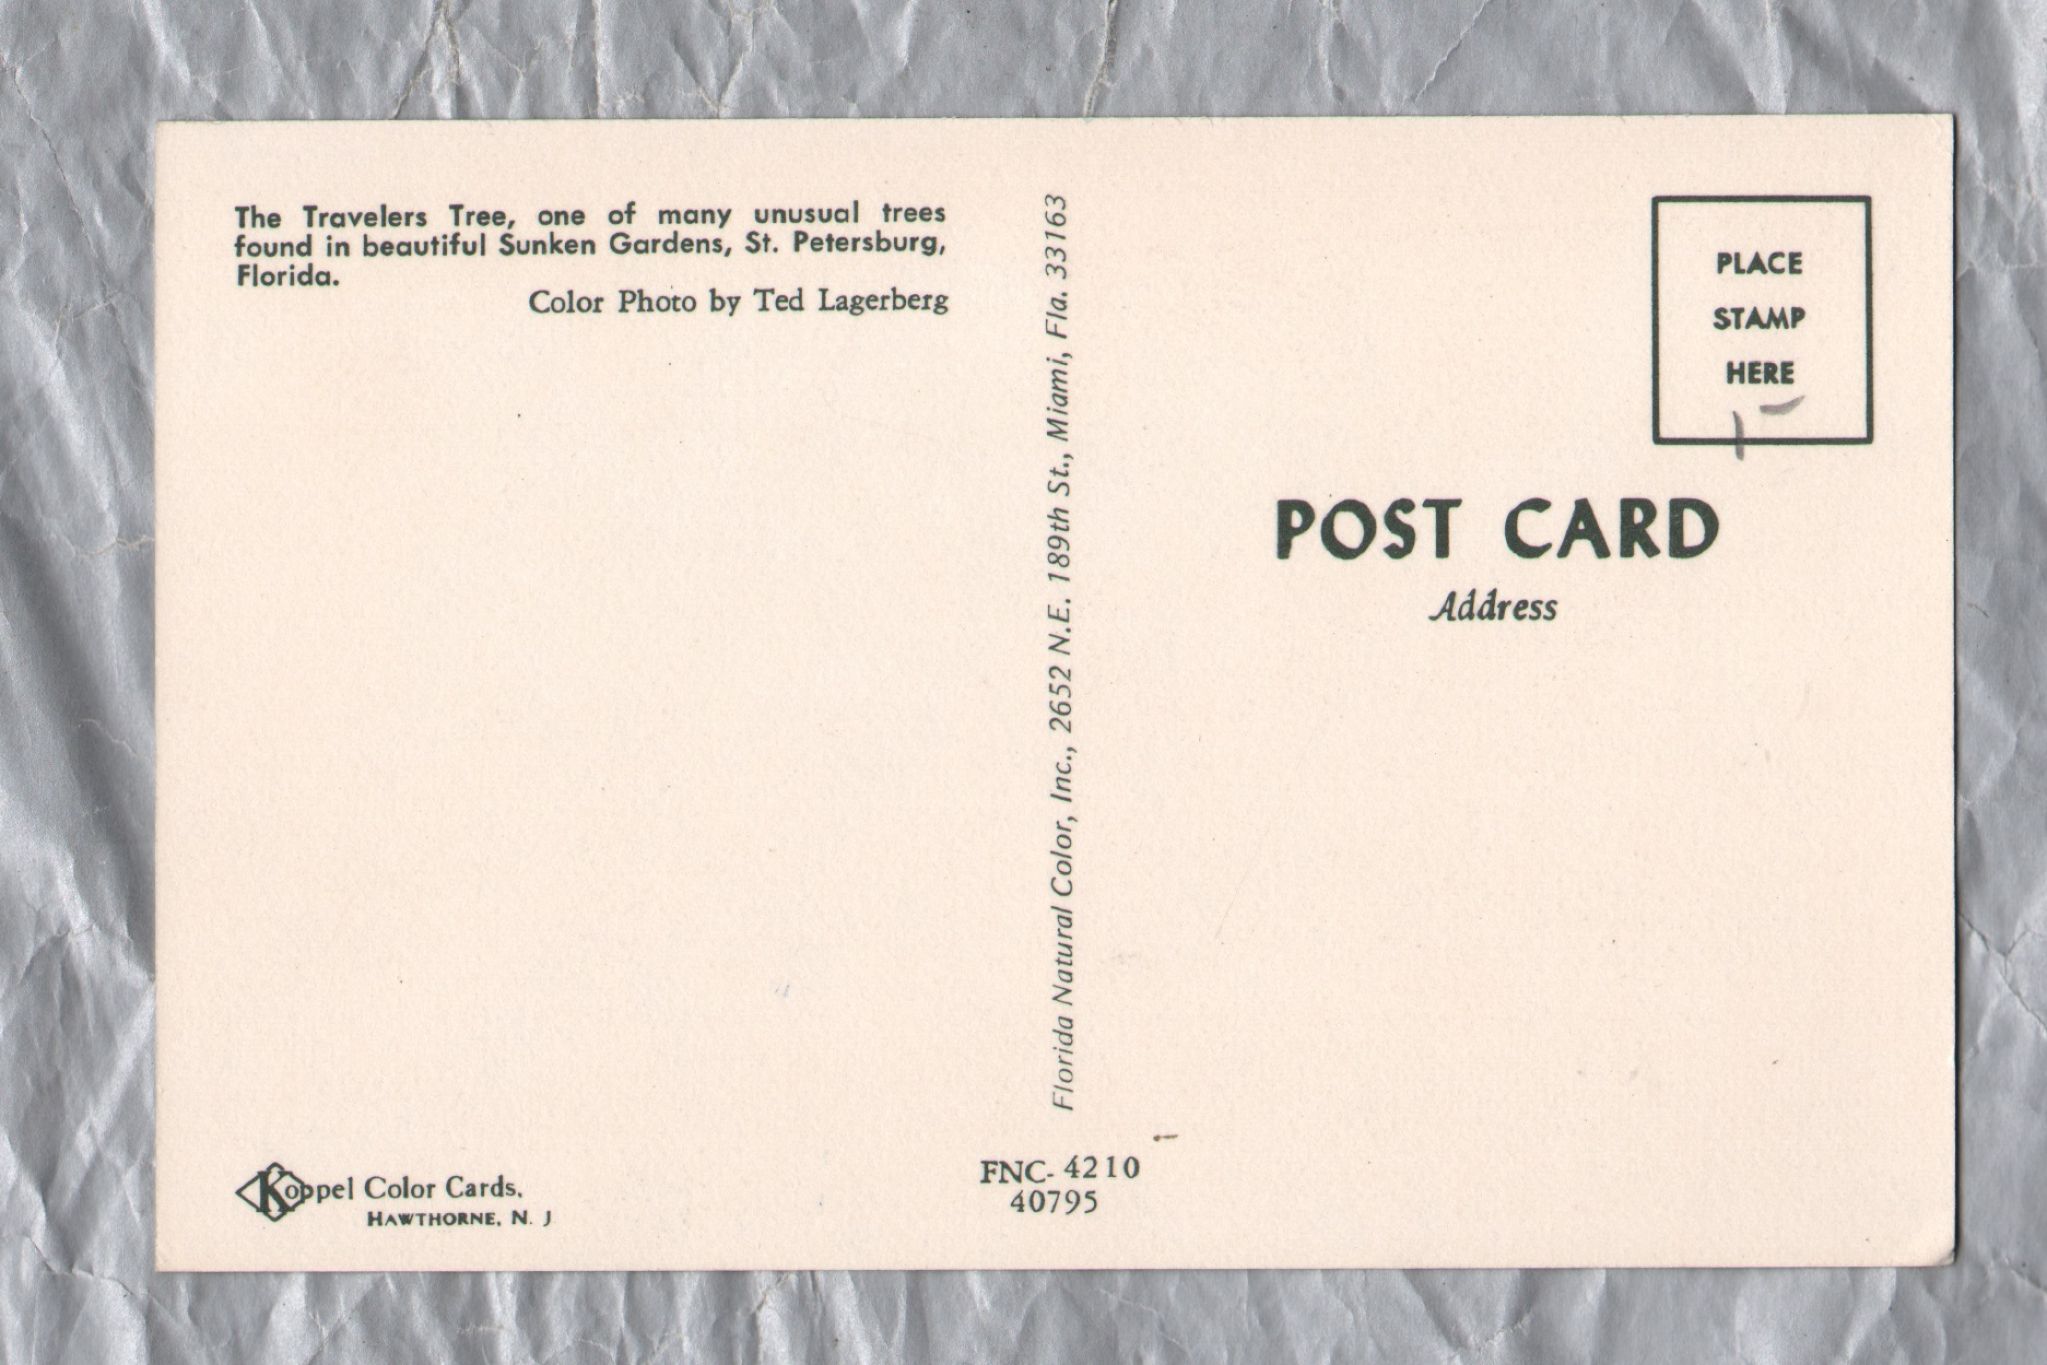 The Travelers Tree, one of many unusual trees
found in beautiful Sunken Gardens, St. Petersburg,
Florida.
Color Photo by Ted Lagerberg
Florida Natural Color, Inc., 2652 N.E. 189th St., Miami, Fla. 33163
PLACE
STAMP
HERE
POST CARD
Address
Koppel Color Cards.
HAWTHORNE, N. J
FNC- 4210
40795